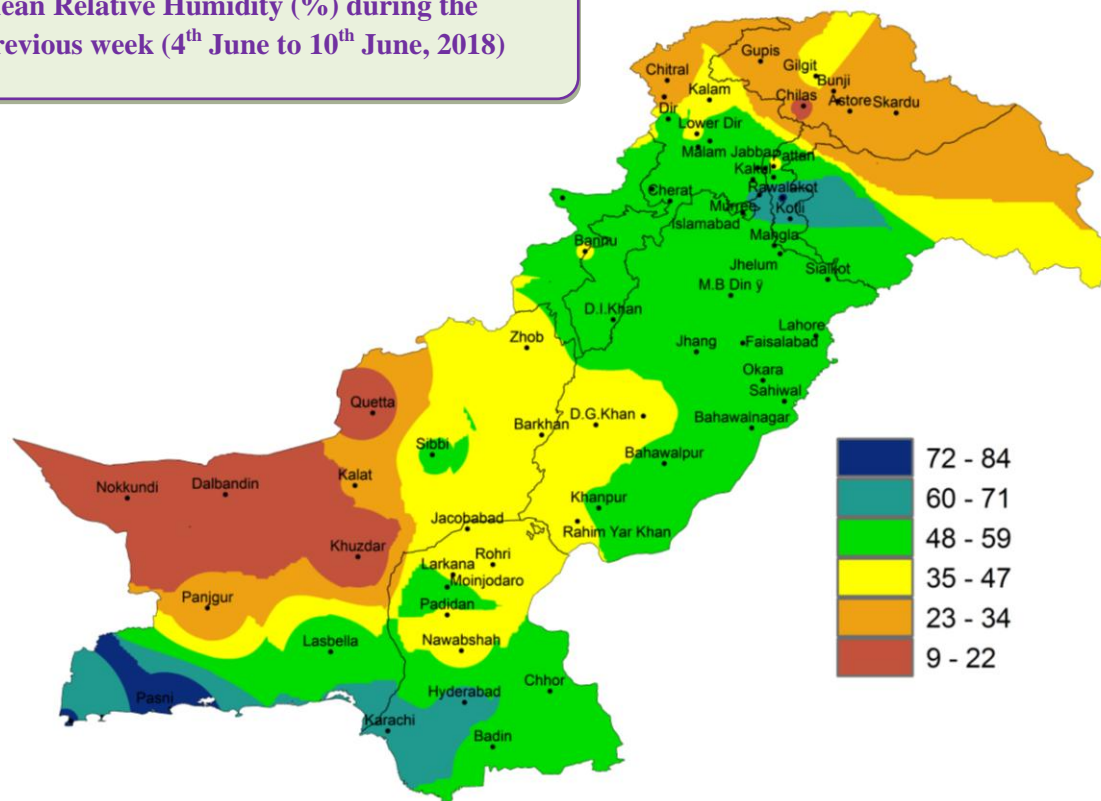 ean Relative Humidity (%) during the
revious week (4th June to 10th June, 2018)
Gupis
Gilgit
Chitral
Bunji
Kalam
Chilas
Astore
Skardu
Dir
Lower Dir
Malam Jabba
Pattan
Kakul
Cherat
Rawalakot
Murree
Kotli
Islamabad
Mangla
Bannu
Jhelum
Sialkot
M.B Din ÿ
D.I.Khan
Lahore
Zhob
Jhang
Faisalabad
Okara
Sahiwal
Quetta
D.G.Khan
Bahawalnagar
Barkhan
Sibbi
Bahawalpur
Kalat
Nokkundi
Dalbandin
Khanpur
Jacobabad
Rahim Yar Khan
Khuzdar
Rohri
Larkana
Moinjodaro
Panjgur
Padidan
Nawabshah
Lasbella
Chhor
Hyderabad
Pasni
Karachi
Badin
72 - 84
60 - 71
48 - 59
35 - 47
23 - 34
9 - 22